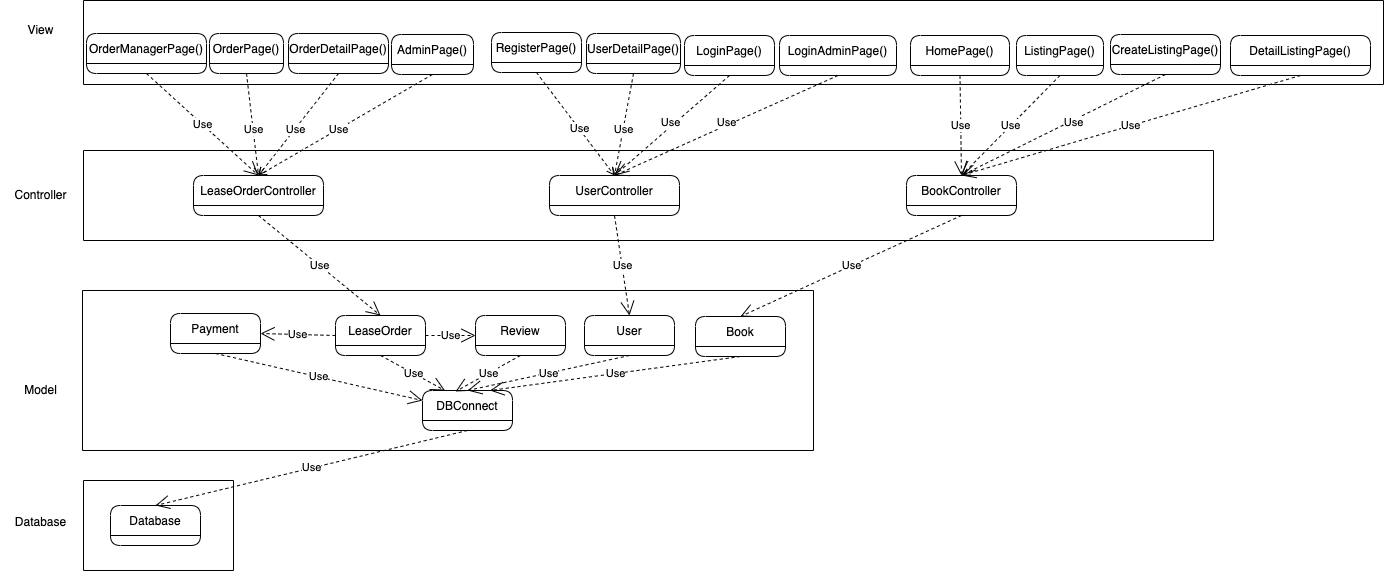 View
OrderManagerPage()
OrderPage()
OrderDetailPage()
AdminPage()
RegisterPage()
UserDetailPage()
LoginPage()
LoginAdminPage()
HomePage()
ListingPage()
CreateListingPage()
DetailListingPage()
Use
Use
Use
Use
Use
Use
Use
Use
Use
Use
Use
Use
Controller
LeaseOrderController
UserController
BookController
Use
Use
Use
Model
Payment
Use
LeaseOrder
Use
Review
User
Book
Use
Use
Use
Use
Use
DBConnect
Use
Database
Database